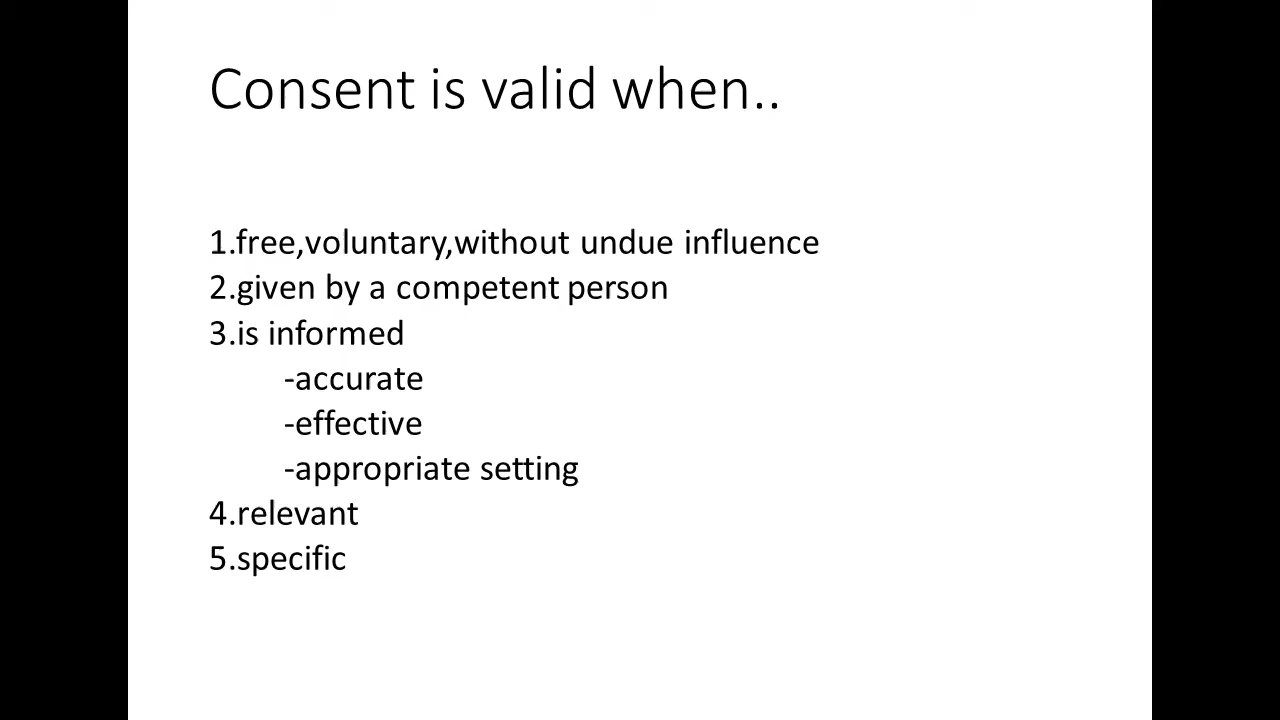 Consent is valid when..
1.free,voluntary,without undue influence
2.given by a competent person
3.is informed
-accurate
-effective
-appropriate setting
4.relevant
5.specific